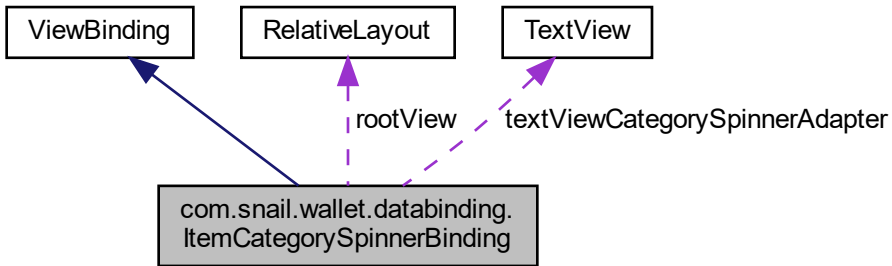 ViewBinding
RelativeLayout
TextView
rootView
textViewCategorySpinnerAdapter
com.snail.wallet.databinding.
ItemCategorySpinnerBinding